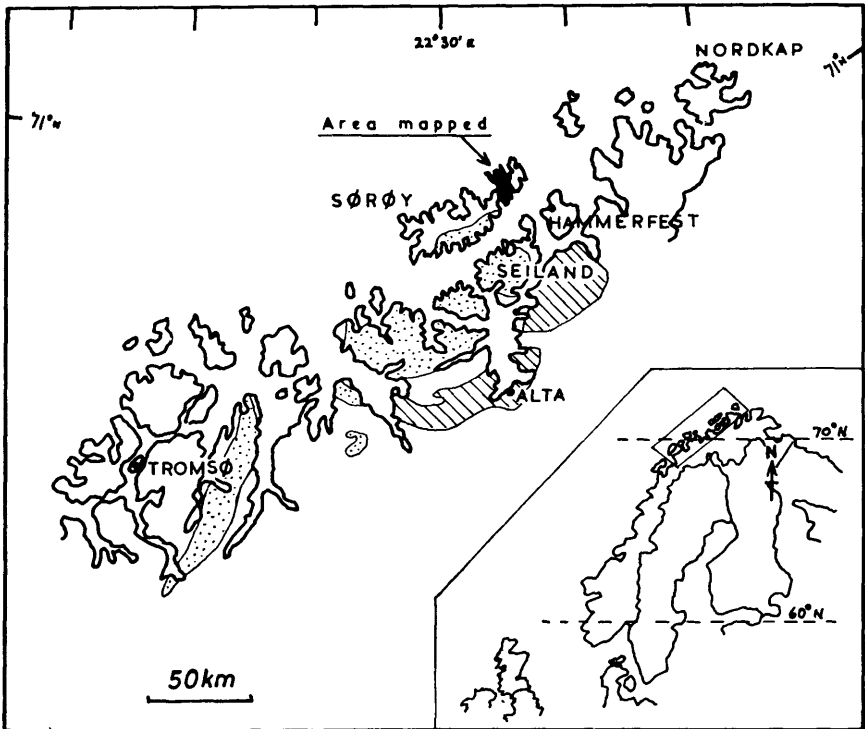 22°30' E
NORDKAP
71°N
71°N
Area mapped
SØRØY
HAMMERFEST
SEILAND
ALTA
TROMSØ
70°N
N
60°N
50km